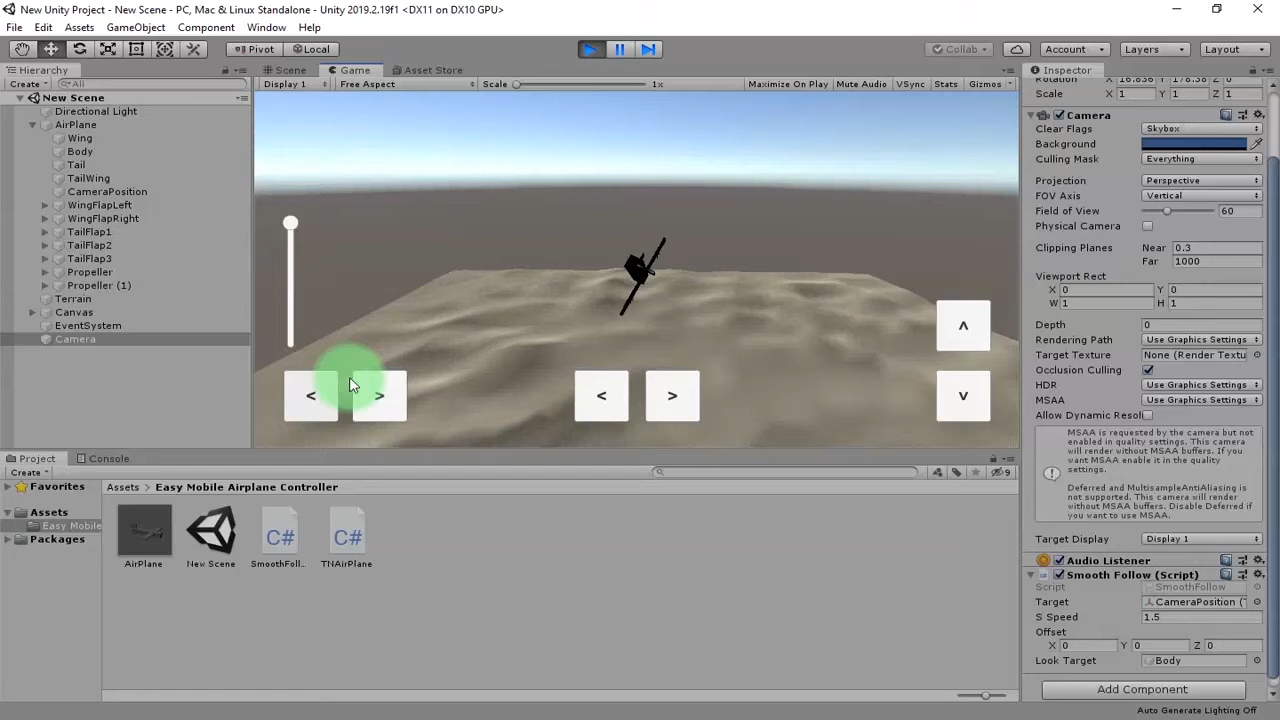 New Unity Project - New Scene - PC, Mac & Linux Standalone - Unity 2019.2.19f1 <DX11 on DX10 GPU>
File Edit Assets GameObject Component Window Help
Pivot Local Collab Account Layers Layout
Hierarchy
Create All
New Scene
Directional Light
AirPlane
Wing
Body
Tail
TailWing
CameraPosition
WingFlapLeft
WingFlapRight
TailFlap1
TailFlap2
TailFlap3
Propeller
Propeller (1)
Terrain
Canvas
EventSystem
Camera
Scene Game Asset Store
Display 1 Free Aspect Scale 1x Maximize On Play Mute Audio VSync Stats Gizmos
< > < > ʌ v
Inspector
Rotation X 16.836 Y 178.38 Z 0
Scale X 1 Y 1 Z 1
Camera
Clear Flags Skybox
Background
Culling Mask Everything
Projection Perspective
FOV Axis Vertical
Field of View 60
Physical Camera
Clipping Planes Near 0.3
Far 1000
Viewport Rect
X 0 Y 0
W 1 H 1
Depth 0
Rendering Path Use Graphics Settings
Target Texture None (Render Textu
Occlusion Culling
HDR Use Graphics Settings
MSAA Use Graphics Settings
Allow Dynamic Resol
MSAA is requested by the camera but not
enabled in quality settings. This camera
will render without MSAA buffers. If you
want MSAA enable it in the quality
settings.
Deferred and MultisampleAntiAliasing is
not supported. This camera will render
without MSAA buffers. Disable Deferred if
you want to use MSAA.
Target Display Display 1
Audio Listener
Smooth Follow (Script)
Script SmoothFollow
Target CameraPosition (
S Speed 1.5
Offset
X 0 Y 0 Z 0
Look Target Body
Add Component
Auto Generate Lighting Off
Project Console
Create
9
Favorites
Assets
Easy Mobile
Packages
Assets > Easy Mobile Airplane Controller
AirPlane New Scene SmoothFoll... TNAirPlane